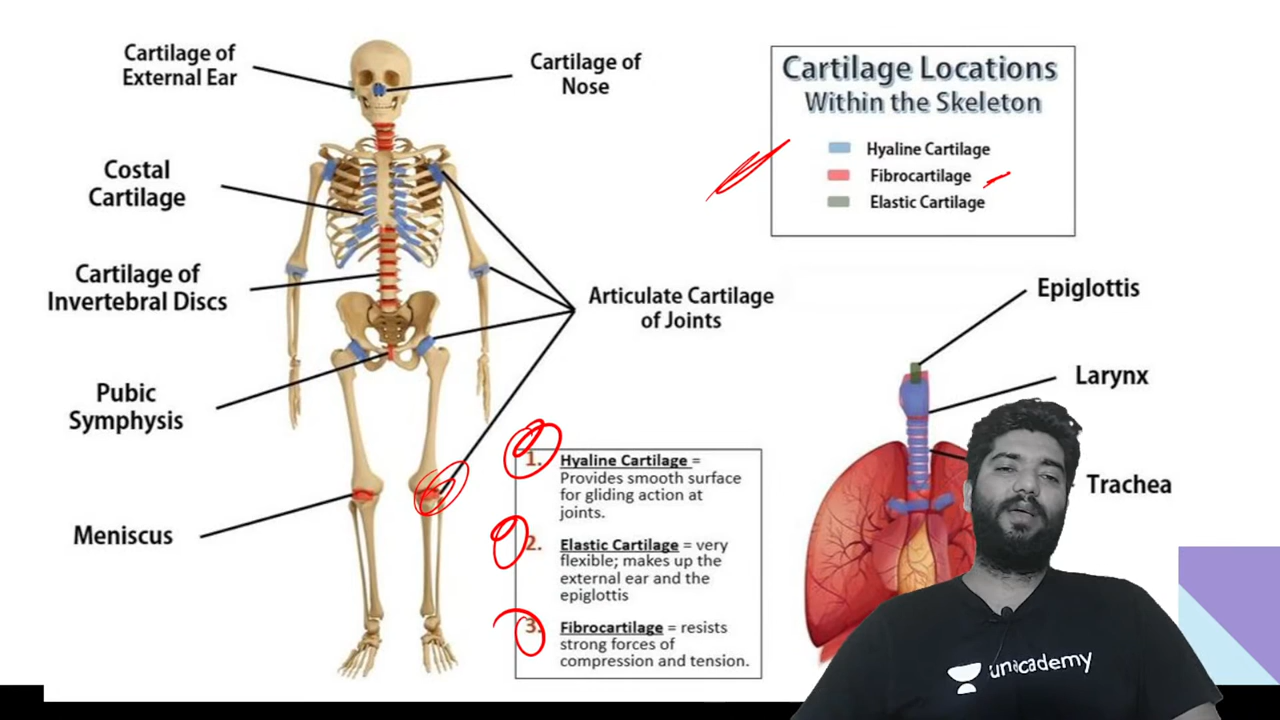 Cartilage of
External Ear
Cartilage of
Nose
Costal
Cartilage
Cartilage of
Invertebral Discs
Articulate Cartilage
of Joints
Pubic
Symphysis
Meniscus
Cartilage Locations
Within the Skeleton
Hyaline Cartilage
Fibrocartilage
Elastic Cartilage
Epiglottis
Larynx
Trachea
1. Hyaline Cartilage =
Provides smooth surface
for gliding action at
joints.
2. Elastic Cartilage = very
flexible; makes up the
external ear and the
epiglottis
3. Fibrocartilage = resists
strong forces of
compression and tension.
unacademy